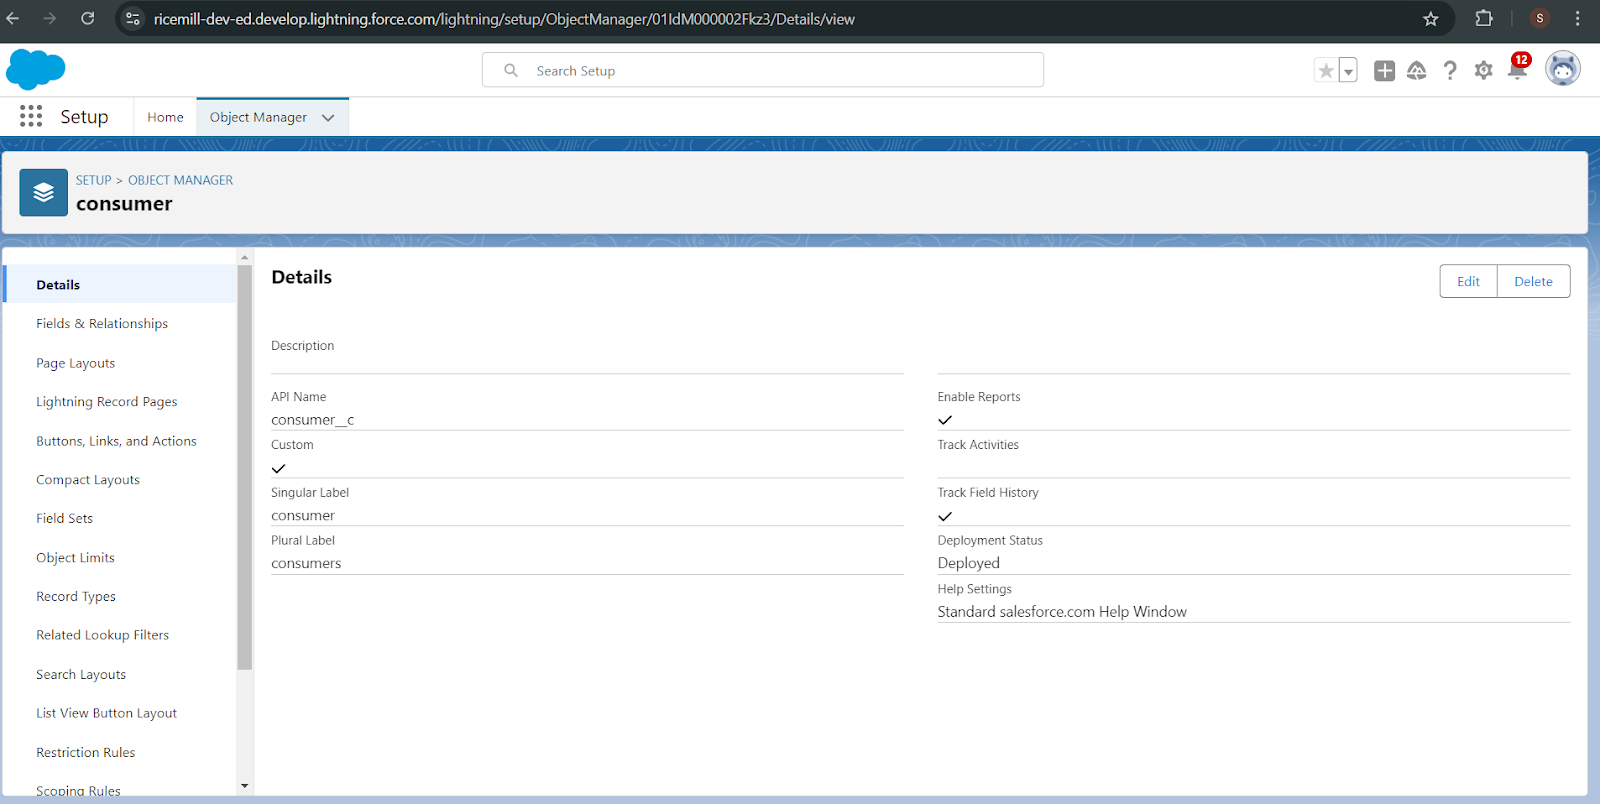 ricemill-dev-ed.develop.lightning.force.com/lightning/setup/ObjectManager/01IdM000002Fkz3/Details/view
S
Search Setup
12
Setup
Home
Object Manager
SETUP > OBJECT MANAGER
consumer
Details
Fields & Relationships
Page Layouts
Lightning Record Pages
Buttons, Links, and Actions
Compact Layouts
Field Sets
Object Limits
Record Types
Related Lookup Filters
Search Layouts
List View Button Layout
Restriction Rules
Scoping Rules
Details
Edit
Delete
Description
API Name
consumer__c
Custom
Singular Label
consumer
Plural Label
consumers
Enable Reports
Track Activities
Track Field History
Deployment Status
Deployed
Help Settings
Standard salesforce.com Help Window